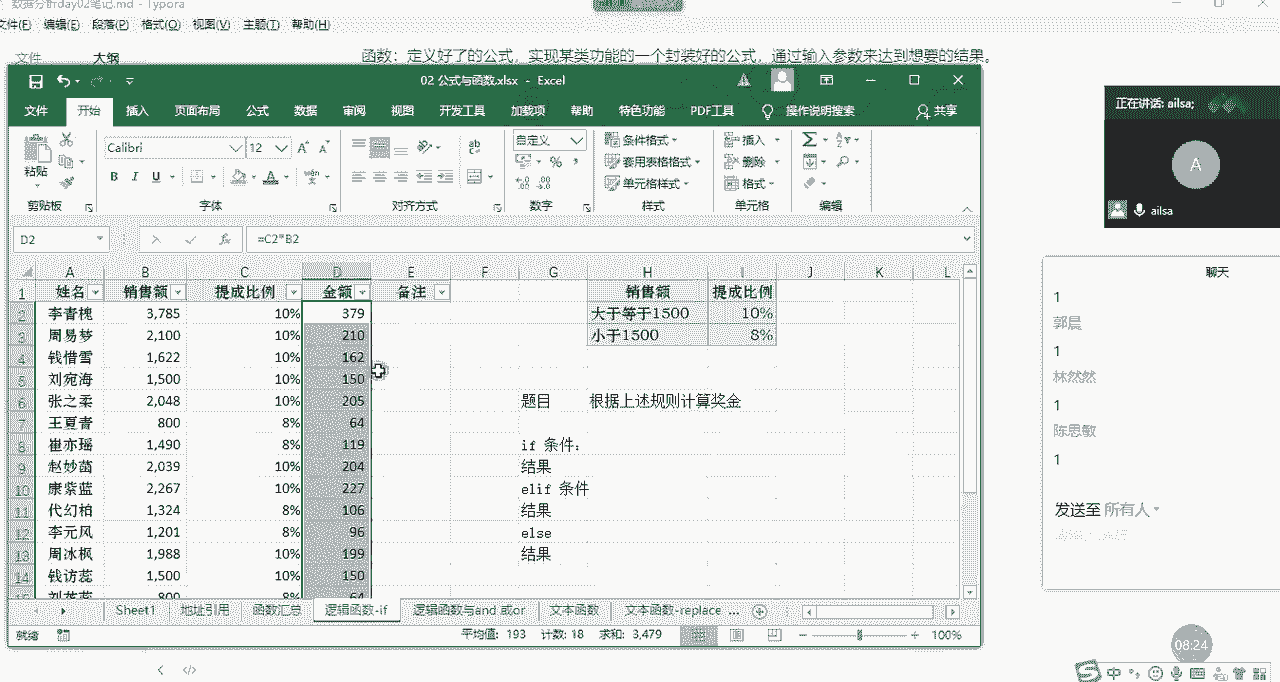 数据分析day02笔记.md - Typora
文件(F) 编辑(E) 段落(P) 格式(O) 视图(V) 主题(T) 帮助(H)
文件 大纲
函数：定义好了的公式，实现某类功能的一个封装好的公式，通过输入参数来达到想要的结果。
02 公式与函数.xlsx - Excel
文件 开始 插入 页面布局 公式 数据 审阅 视图 开发工具 加载项 帮助 特色功能 PDF工具 操作说明搜索 共享
粘贴 Calibri 12 自定义 条件格式 插入
B I U % 套用表格格式 删除
单元格样式 格式
剪贴板 字体 对齐方式 数字 样式 单元格 编辑
D2 fx =C2*B2
A B C D E F G H I J K L
1 姓名 销售额 提成比例 金额 备注 销售额 提成比例
2 李青槐 3,785 10% 379 大于等于1500 10%
3 周易梦 2,100 10% 210 小于1500 8%
4 钱惜雪 1,622 10% 162
5 刘宛海 1,500 10% 150
6 张之柔 2,048 10% 205 题目 根据上述规则计算奖金
7 王夏青 800 8% 64
8 崔亦瑶 1,490 8% 119 if 条件：
9 赵妙菡 2,039 10% 204 结果
10 康紫蓝 2,267 10% 227 elif 条件
11 代幻柏 1,324 8% 106 结果
12 李元风 1,201 8% 96 else
13 周冰枫 1,988 10% 199 结果
14 钱访蕊 1,500 10% 150
800 8% 64
Sheet1 地址引用 函数汇总 逻辑函数-if 逻辑函数与and 或or 文本函数 文本函数-replace ...
就绪 平均值: 193 计数: 18 求和: 3,479 100%
正在讲话: ailsa;
A
ailsa
聊天
1
郭晨
1
林然然
1
陈思敏
1
发送至 所有人
08:24
中